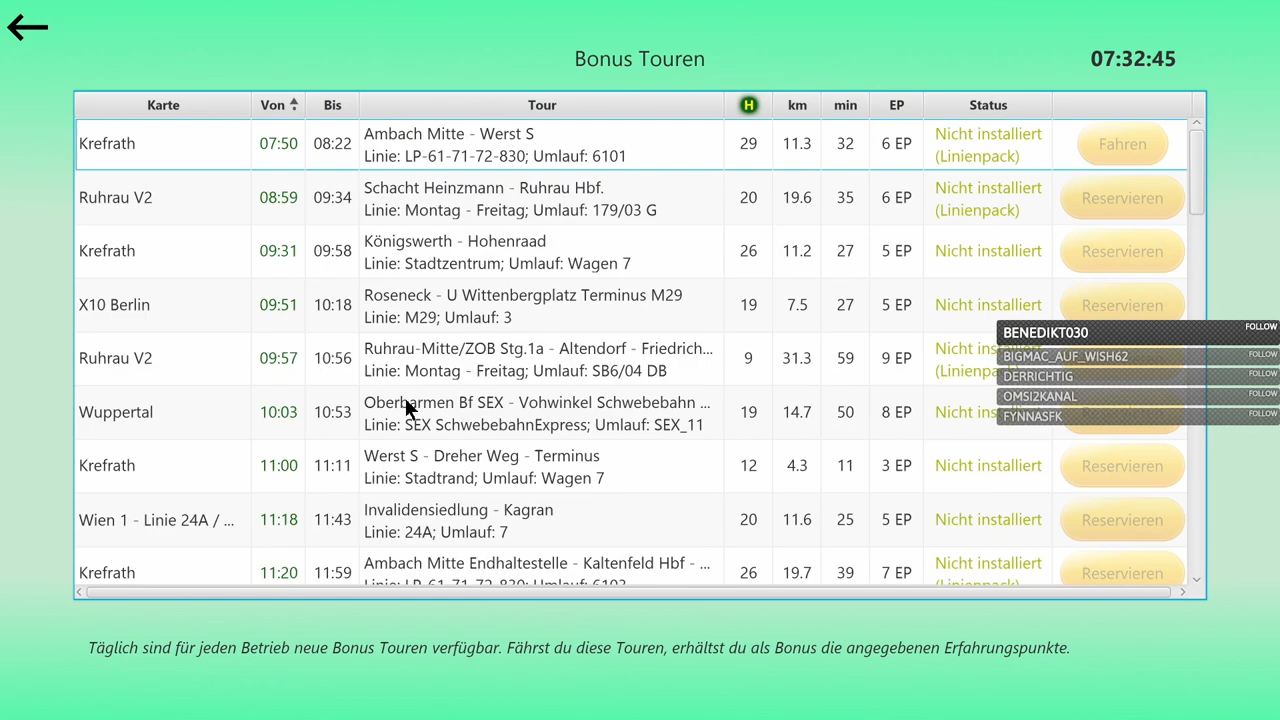 Bonus Touren
07:32:45
Karte Von Bis Tour H km min EP Status
Krefrath 07:50 08:22 Ambach Mitte - Werst S 29 11.3 32 6 EP Nicht installiert Fahren
Linie: LP-61-71-72-830; Umlauf: 6101 (Linienpack)
Ruhrau V2 08:59 09:34 Schacht Heinzmann - Ruhrau Hbf. 20 19.6 35 6 EP Nicht installiert Reservieren
Linie: Montag - Freitag; Umlauf: 179/03 G (Linienpack)
Krefrath 09:31 09:58 Königswerth - Hohenraad 26 11.2 27 5 EP Nicht installiert Reservieren
Linie: Stadtzentrum; Umlauf: Wagen 7
X10 Berlin 09:51 10:18 Roseneck - U Wittenbergplatz Terminus M29 19 7.5 27 5 EP Nicht installiert Reservieren
Linie: M29; Umlauf: 3
BENEDIKT030 FOLLOW
Ruhrau V2 09:57 10:56 Ruhrau-Mitte/ZOB Stg.1a - Altendorf - Friedrich... 9 31.3 59 9 EP
BIGMAC_AUF_WISH62 FOLLOW
Linie: Montag - Freitag; Umlauf: SB6/04 DB
DERRICHTIG FOLLOW
OMSI2KANAL FOLLOW
Wuppertal 10:03 10:53 Oberbarmen Bf SEX - Vohwinkel Schwebebahn ... 19 14.7 50 8 EP
FYNNASFK FOLLOW
Linie: SEX SchwebebahnExpress; Umlauf: SEX_11
Krefrath 11:00 11:11 Werst S - Dreher Weg - Terminus 12 4.3 11 3 EP Nicht installiert Reservieren
Linie: Stadtrand; Umlauf: Wagen 7
Wien 1 - Linie 24A / ... 11:18 11:43 Invalidensiedlung - Kagran 20 11.6 25 5 EP Nicht installiert Reservieren
Linie: 24A; Umlauf: 7
Krefrath 11:20 11:59 Ambach Mitte Endhaltestelle - Kaltenfeld Hbf - ... 26 19.7 39 7 EP Nicht installiert Reservieren
Täglich sind für jeden Betrieb neue Bonus Touren verfügbar. Fährst du diese Touren, erhältst du als Bonus die angegebenen Erfahrungspunkte.